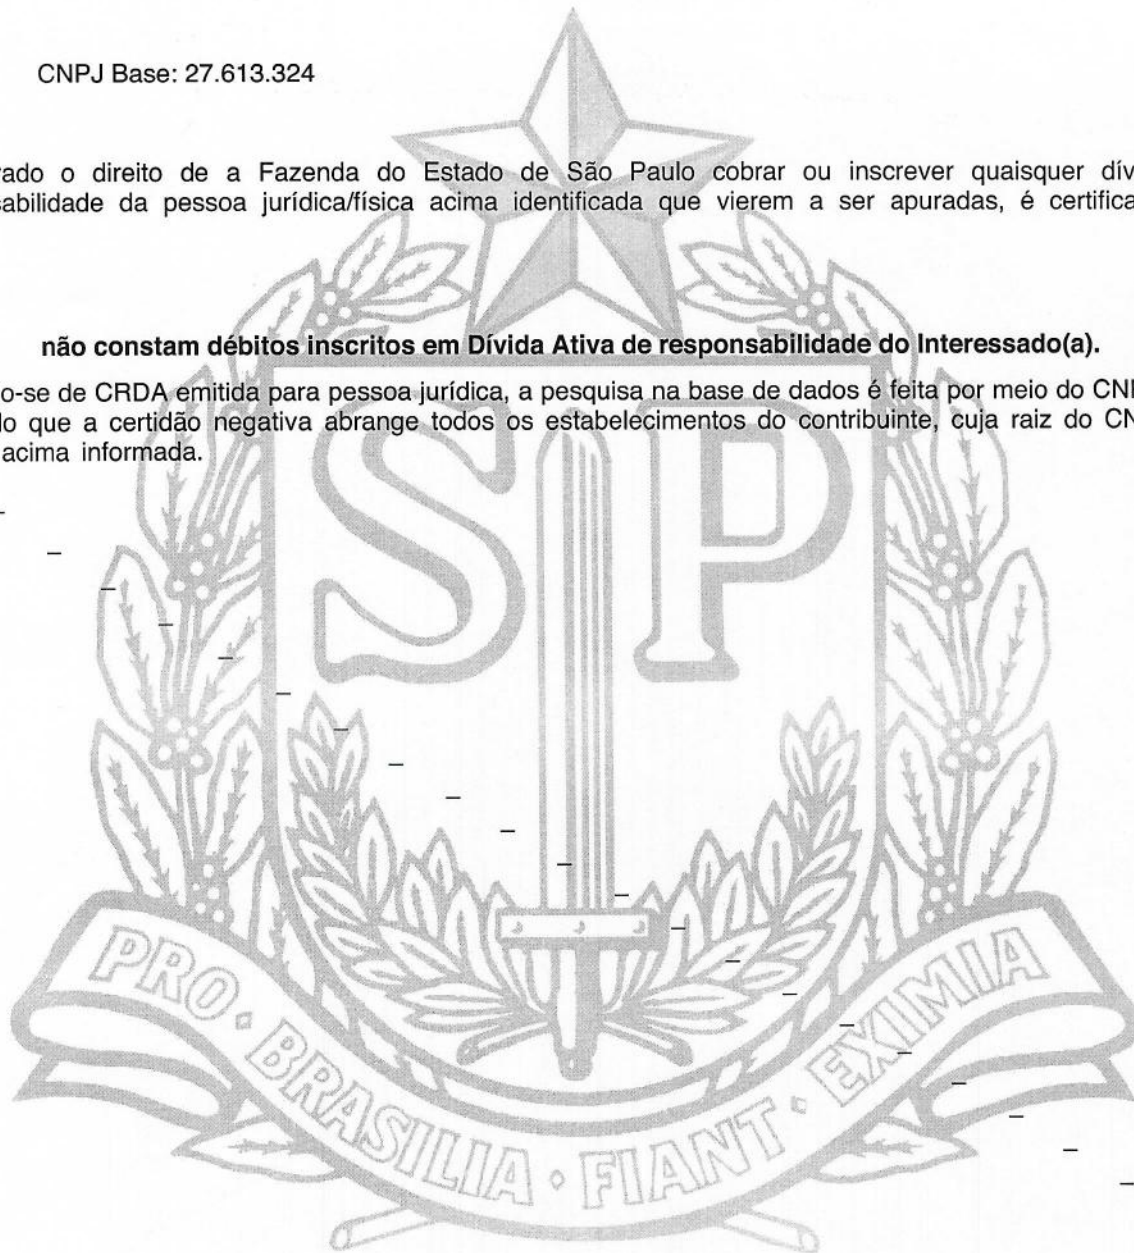 CNPJ Base: 27.613.324
rado o direito de a Fazenda do Estado de São Paulo cobrar ou inscrever quaisquer dív
sabilidade da pessoa jurídica/física acima identificada que vierem a ser apuradas, é certifica
não constam débitos inscritos em Dívida Ativa de responsabilidade do Interessado(a).
o-se de CRDA emitida para pessoa jurídica, a pesquisa na base de dados é feita por meio do CN
do que a certidão negativa abrange todos os estabelecimentos do contribuinte, cuja raiz do CN
acima informada.
SP
PRO · BRASILIA · FIANT · EXIMIA